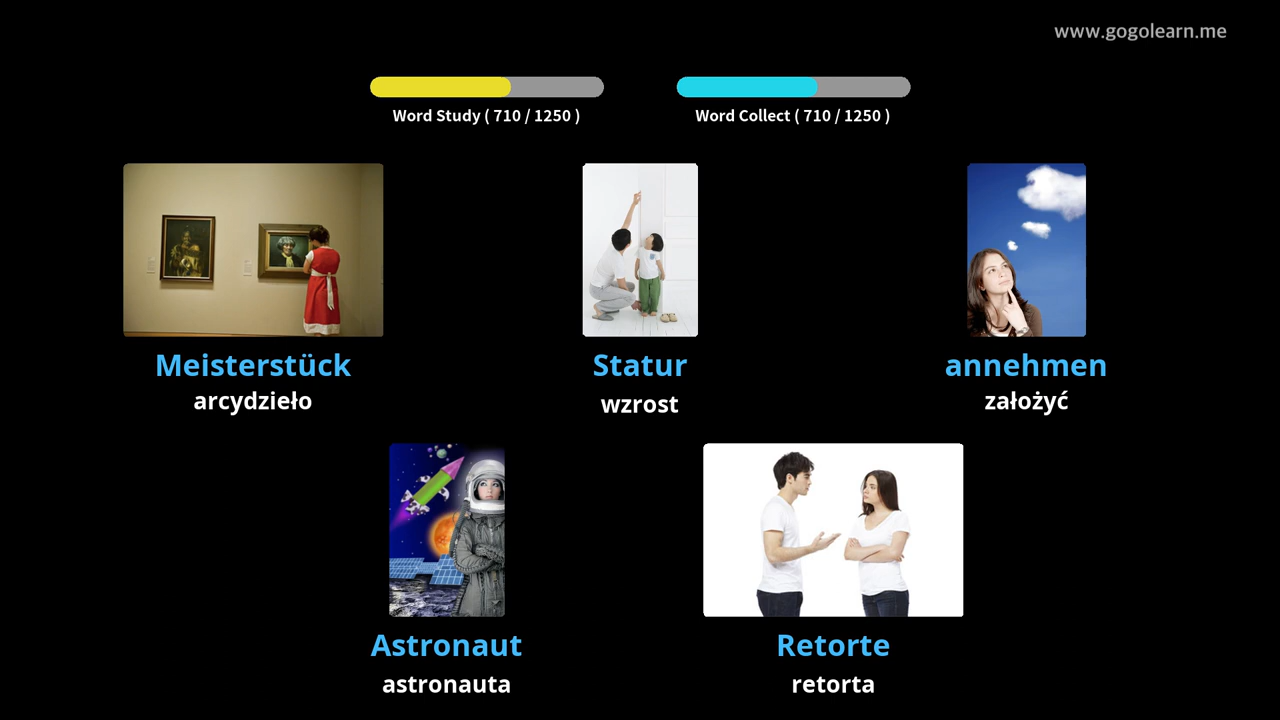 www.gogolearn.me
Word Study ( 710 / 1250 )
Word Collect ( 710 / 1250 )
Meisterstück
arcydzieło
Statur
wzrost
annehmen
założyć
Astronaut
astronauta
Retorte
retorta